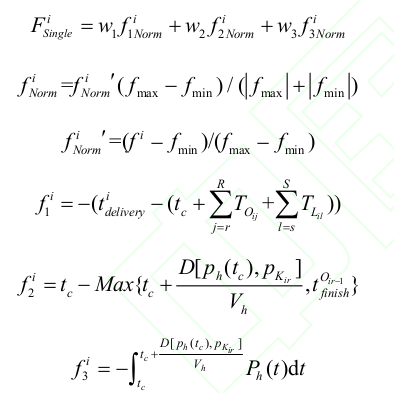 F^i_{Single} = w_1 f^i_{1Norm} + w_2 f^i_{2Norm} + w_3 f^i_{3Norm}
f^i_{Norm} = f^i_{Norm}' (f_{max} − f_{min}) / (|f_{max}| + |f_{min}|)
f^i_{Norm}' = (f^i − f_{min}) / (f_{max} − f_{min})
f^i_1 = −(t^i_{delivery} − (t_c + \sum_{j=r}^{R} T_{O_{ij}} + \sum_{l=s}^{S} T_{L_{il}}))
f^i_2 = t_c − Max{t_c + \frac{D[p_h(t_c), p_{K_{ir}}]}{V_h}, t^{O_{ir-1}}_{finish}}
f^i_3 = −\int_{t_c}^{t_c + \frac{D[p_h(t_c), p_{K_{ir}}]}{V_h}} P_h(t)dt